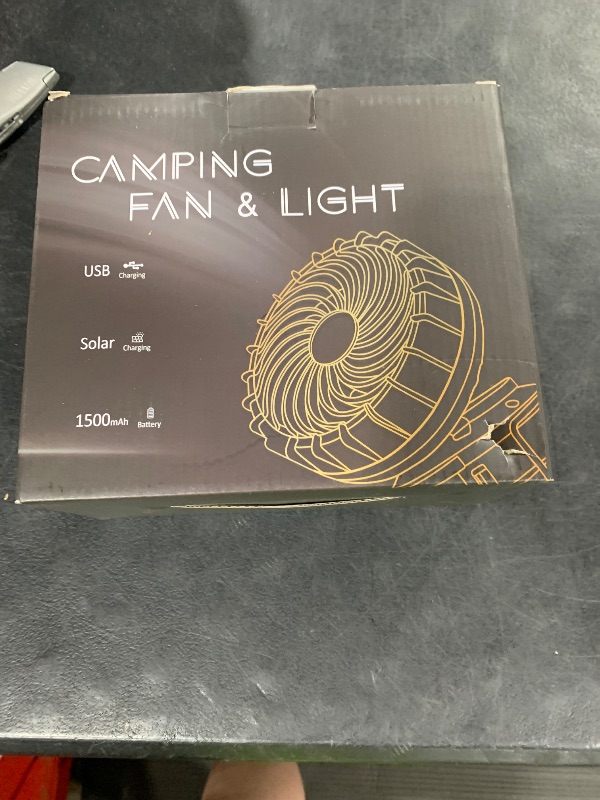 CAMPING
FAN & LIGHT
USB Charging
Solar Charging
1500mAh Battery